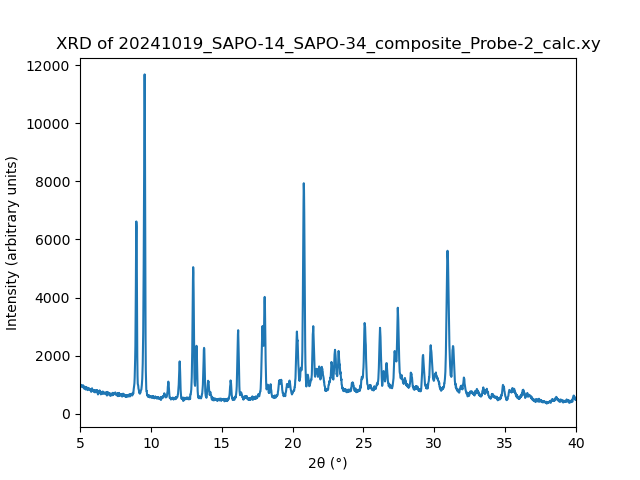 XRD of 20241019_SAPO-14_SAPO-34_composite_Probe-2_calc.xy
12000
10000
8000
6000
4000
2000
0
Intensity (arbitrary units)
5 10 15 20 25 30 35 40
2θ (°)